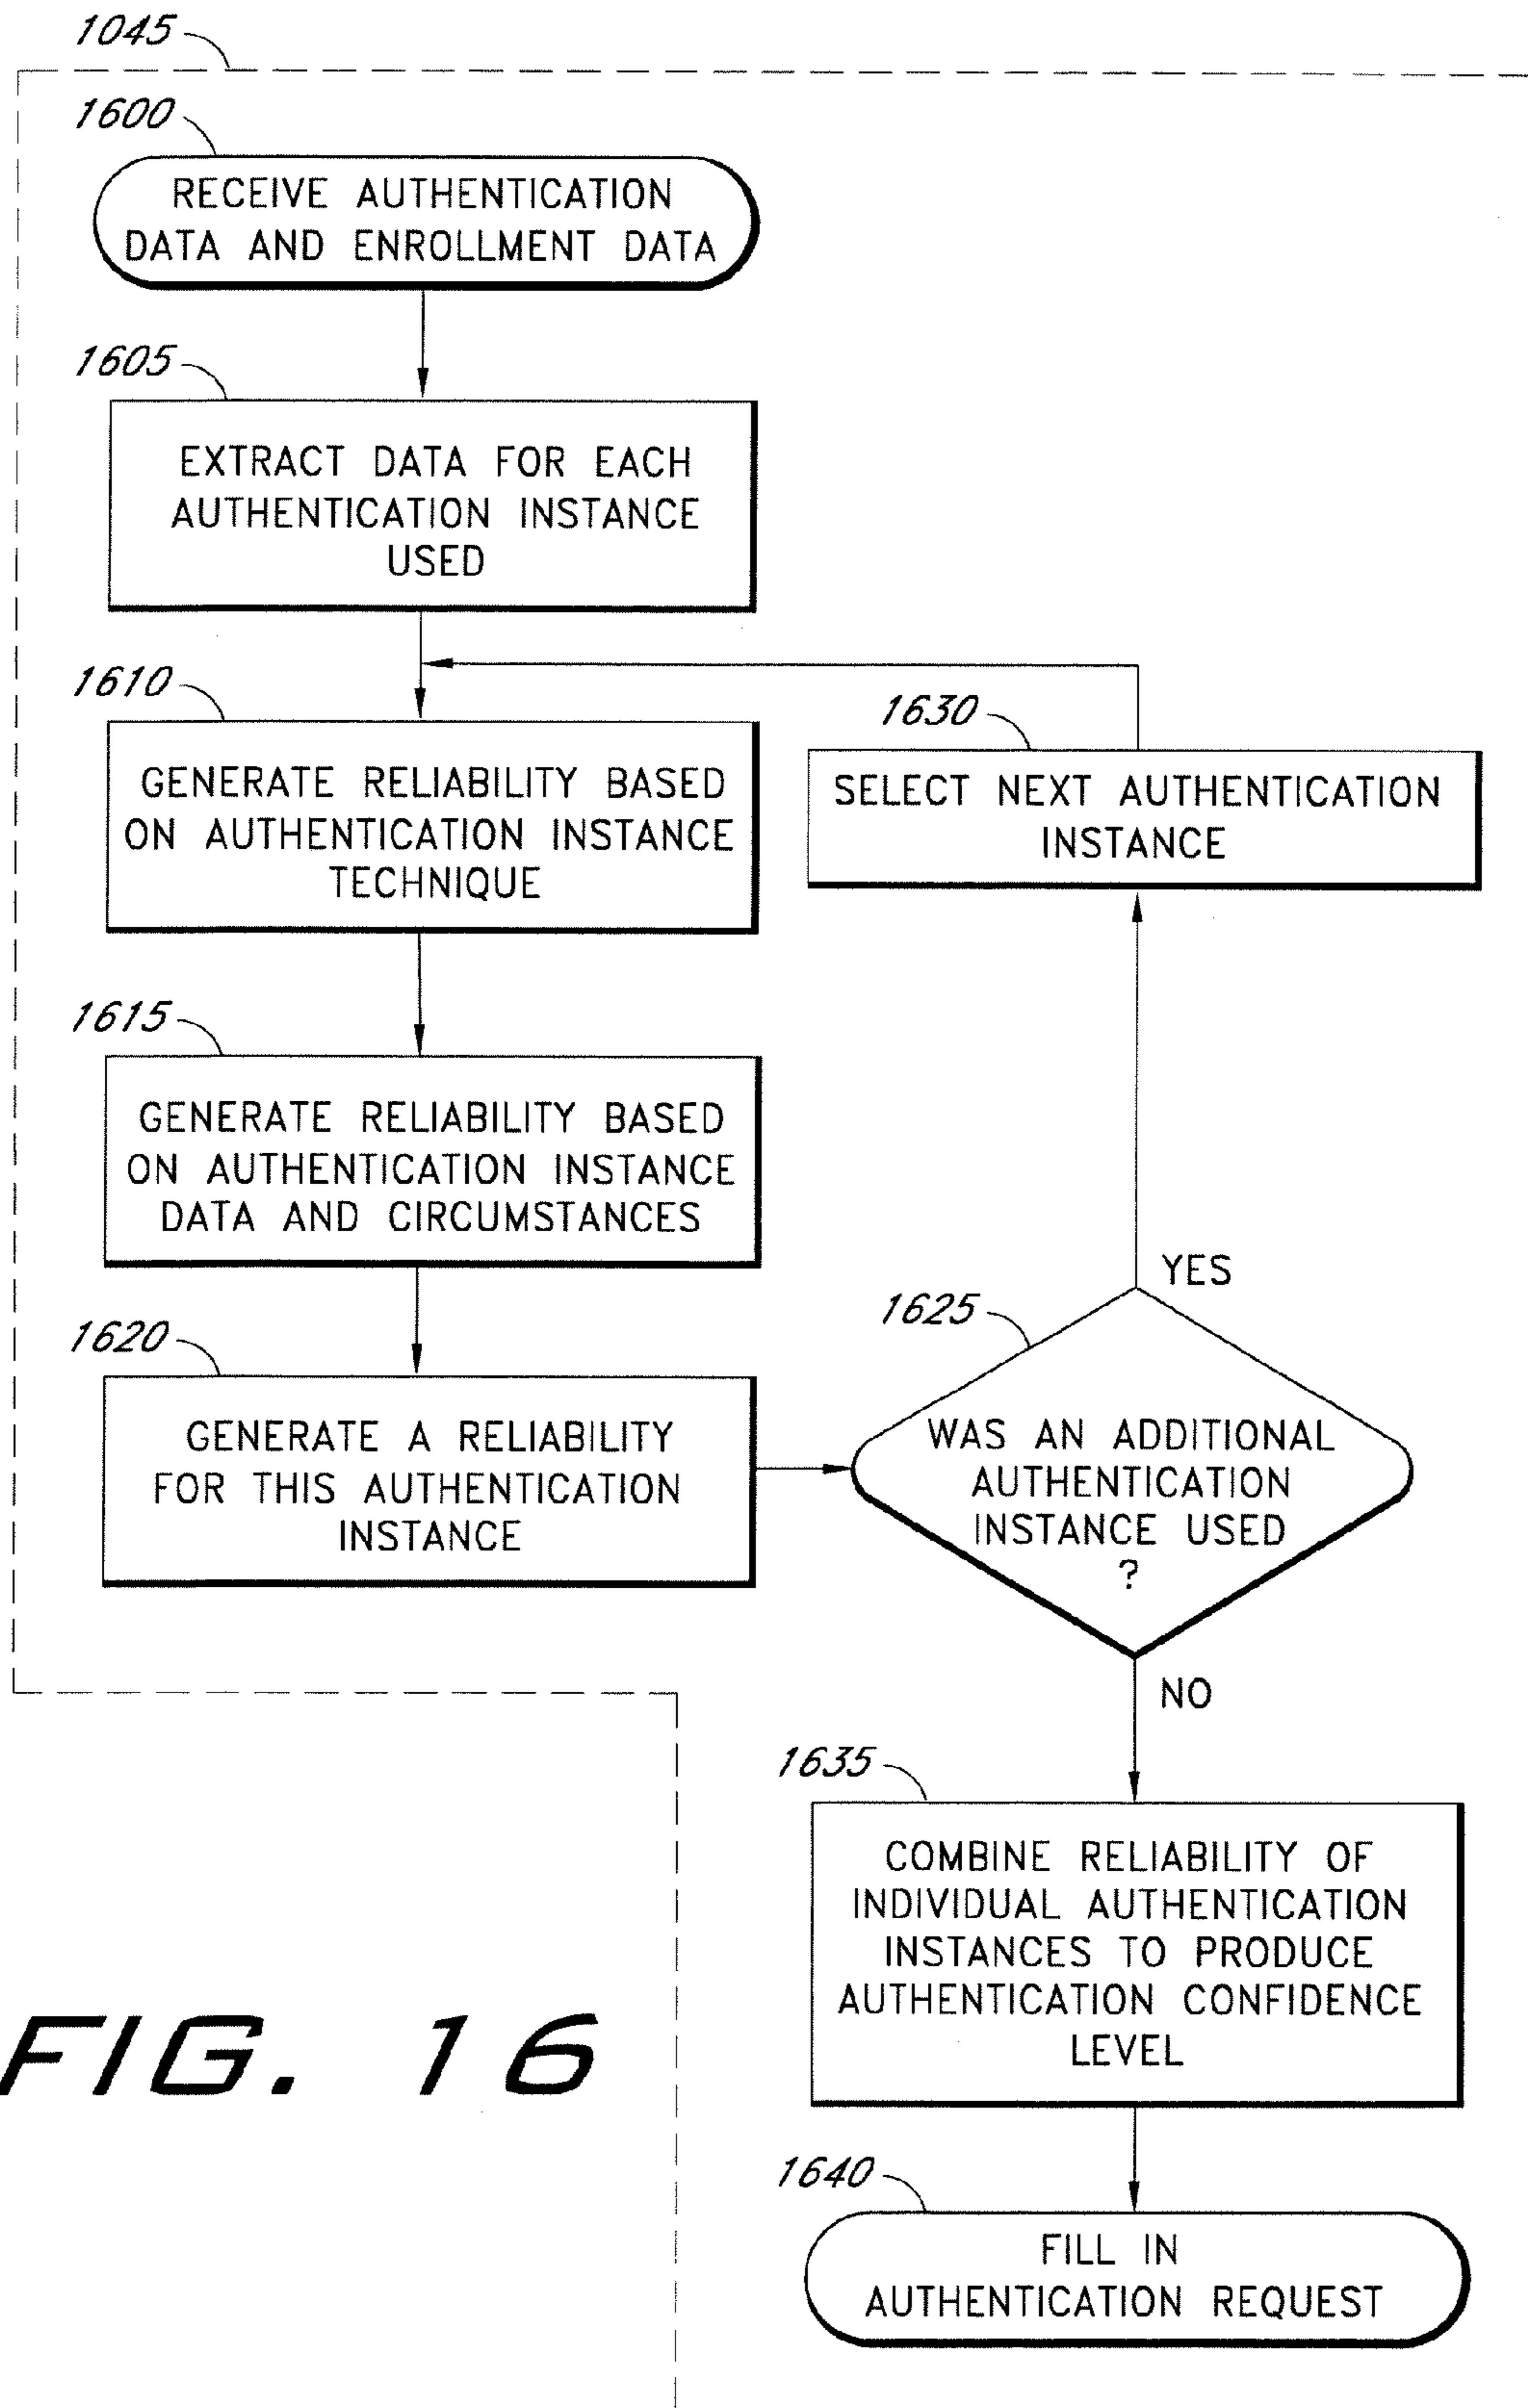 1045
1600
RECEIVE AUTHENTICATION
DATA AND ENROLLMENT DATA
1605
EXTRACT DATA FOR EACH
AUTHENTICATION INSTANCE
USED
1610
GENERATE RELIABILITY BASED
ON AUTHENTICATION INSTANCE
TECHNIQUE
1630
SELECT NEXT AUTHENTICATION
INSTANCE
1615
GENERATE RELIABILITY BASED
ON AUTHENTICATION INSTANCE
DATA AND CIRCUMSTANCES
YES
1620
GENERATE A RELIABILITY
FOR THIS AUTHENTICATION
INSTANCE
1625
WAS AN ADDITIONAL
AUTHENTICATION
INSTANCE USED
?
NO
1635
COMBINE RELIABILITY OF
INDIVIDUAL AUTHENTICATION
INSTANCES TO PRODUCE
AUTHENTICATION CONFIDENCE
LEVEL
1640
FILL IN
AUTHENTICATION REQUEST
FIG. 16